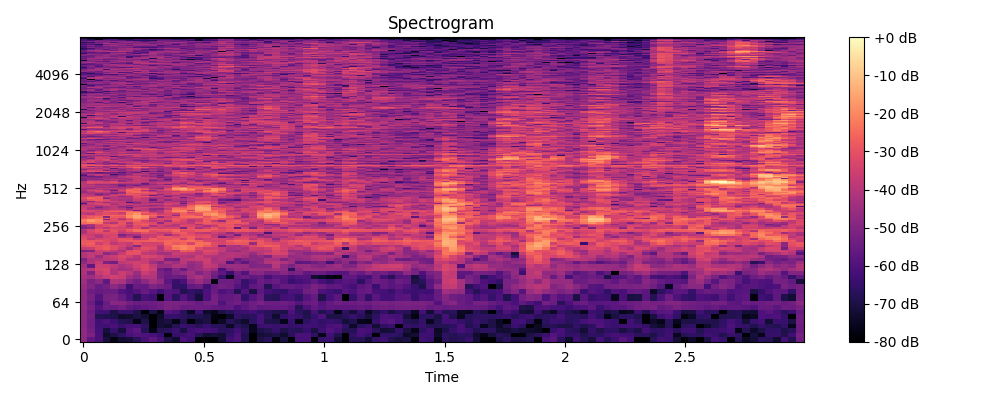 Spectrogram
Hz
4096
2048
1024
512
256
128
64
0
0
0.5
1
1.5
2
2.5
Time
+0 dB
-10 dB
-20 dB
-30 dB
-40 dB
-50 dB
-60 dB
-70 dB
-80 dB